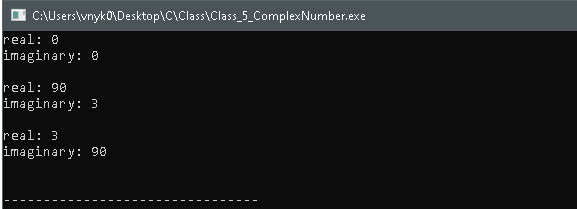 C:\Users\vnyk0\Desktop\C\Class\Class_5_ComplexNumber.exe
real: 0
imaginary: 0
real: 90
imaginary: 3
real: 3
imaginary: 90
--------------------------------